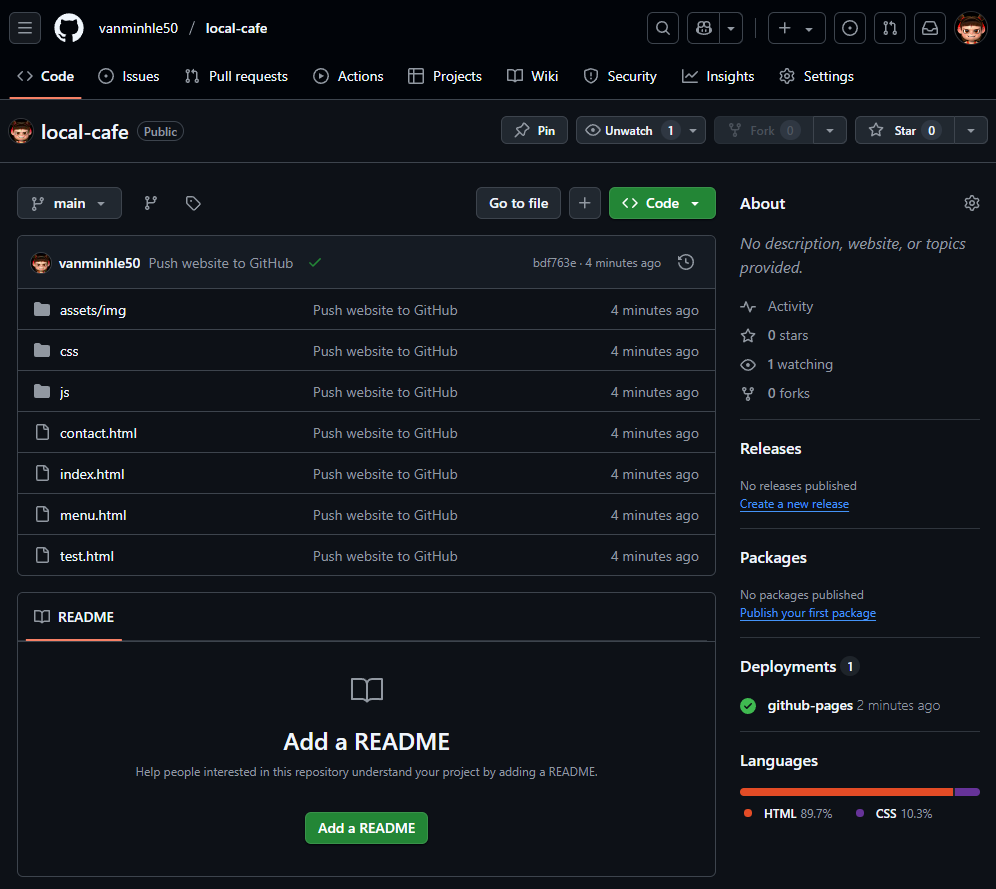 vanminhle50 / local-cafe
Code Issues Pull requests Actions Projects Wiki Security Insights Settings
local-cafe Public Pin Unwatch 1 Fork 0 Star 0
main Go to file Code
vanminhle50 Push website to GitHub bdf763e · 4 minutes ago
assets/img Push website to GitHub 4 minutes ago
css Push website to GitHub 4 minutes ago
js Push website to GitHub 4 minutes ago
contact.html Push website to GitHub 4 minutes ago
index.html Push website to GitHub 4 minutes ago
menu.html Push website to GitHub 4 minutes ago
test.html Push website to GitHub 4 minutes ago
README
Add a README
Help people interested in this repository understand your project by adding a README.
Add a README
About
No description, website, or topics
provided.
Activity
0 stars
1 watching
0 forks
Releases
No releases published
Create a new release
Packages
No packages published
Publish your first package
Deployments 1
github-pages 2 minutes ago
Languages
HTML 89.7% CSS 10.3%